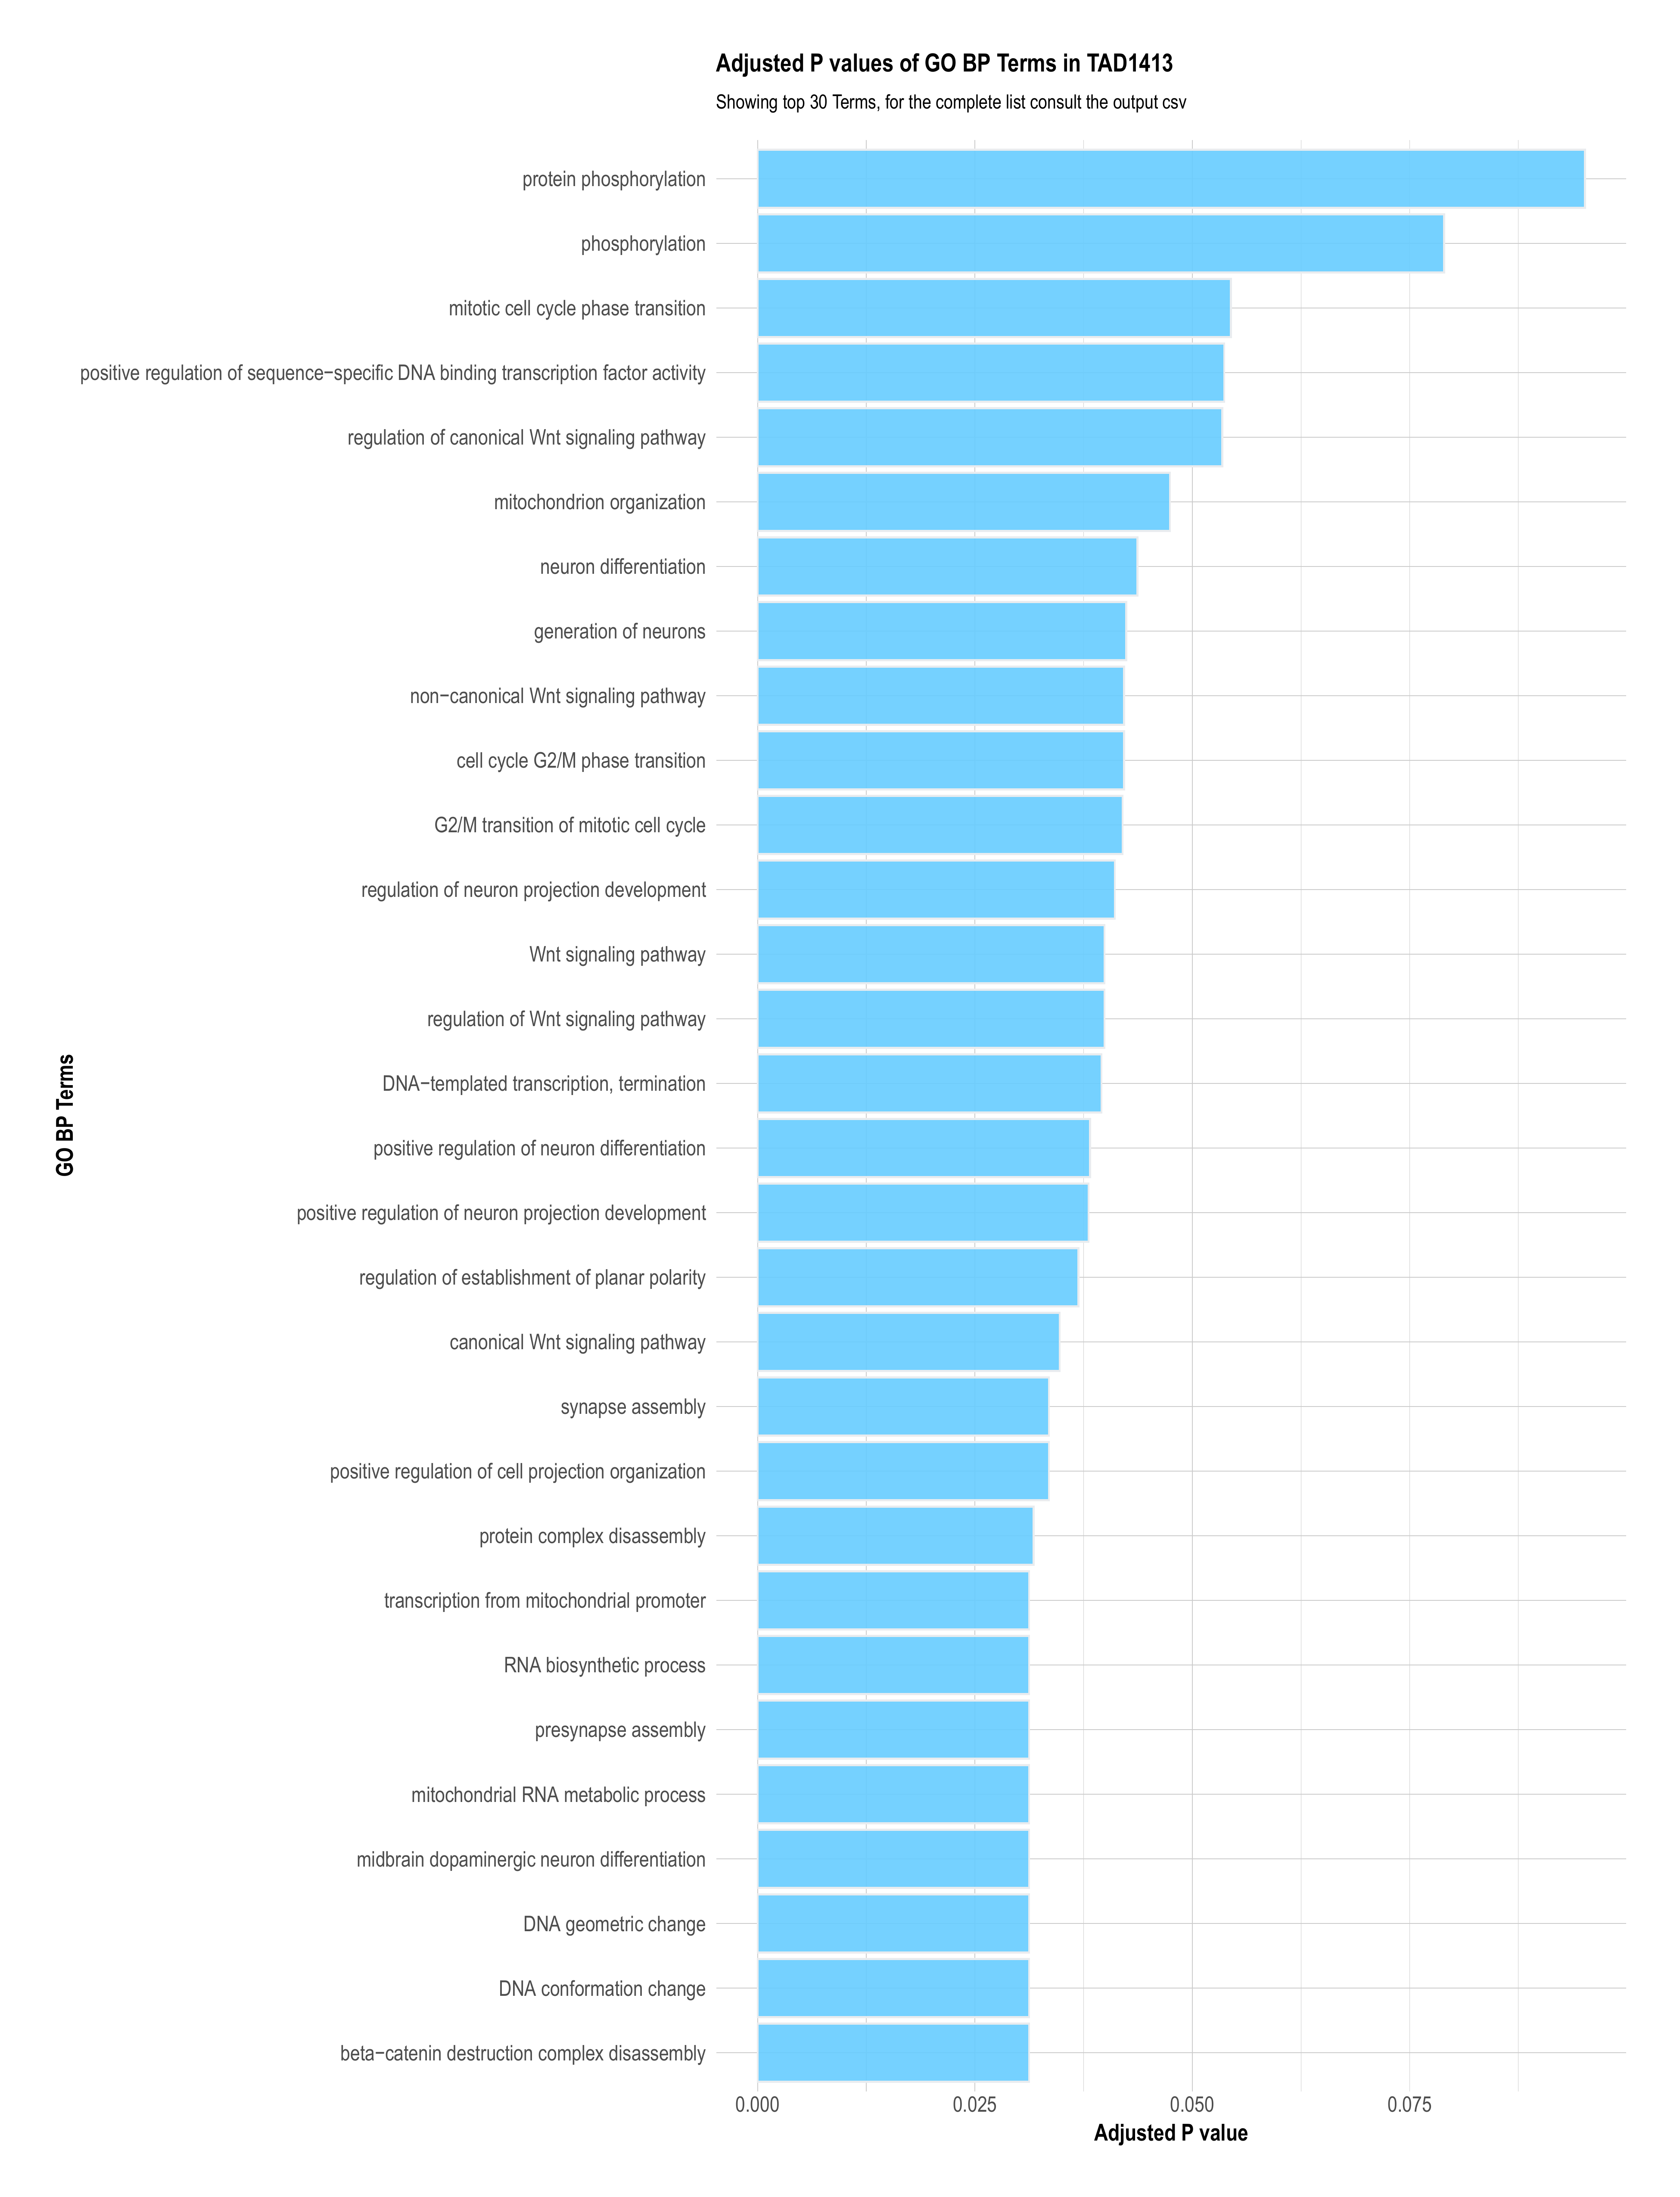 Adjusted P values of GO BP Terms in TAD1413
Showing top 30 Terms, for the complete list consult the output csv
protein phosphorylation
phosphorylation
mitotic cell cycle phase transition
positive regulation of sequence−specific DNA binding transcription factor activity
regulation of canonical Wnt signaling pathway
mitochondrion organization
neuron differentiation
generation of neurons
non−canonical Wnt signaling pathway
cell cycle G2/M phase transition
G2/M transition of mitotic cell cycle
regulation of neuron projection development
Wnt signaling pathway
regulation of Wnt signaling pathway
DNA−templated transcription, termination
positive regulation of neuron differentiation
positive regulation of neuron projection development
regulation of establishment of planar polarity
canonical Wnt signaling pathway
synapse assembly
positive regulation of cell projection organization
protein complex disassembly
transcription from mitochondrial promoter
RNA biosynthetic process
presynapse assembly
mitochondrial RNA metabolic process
midbrain dopaminergic neuron differentiation
DNA geometric change
DNA conformation change
beta−catenin destruction complex disassembly
GO BP Terms
0.000 0.025 0.050 0.075
Adjusted P value